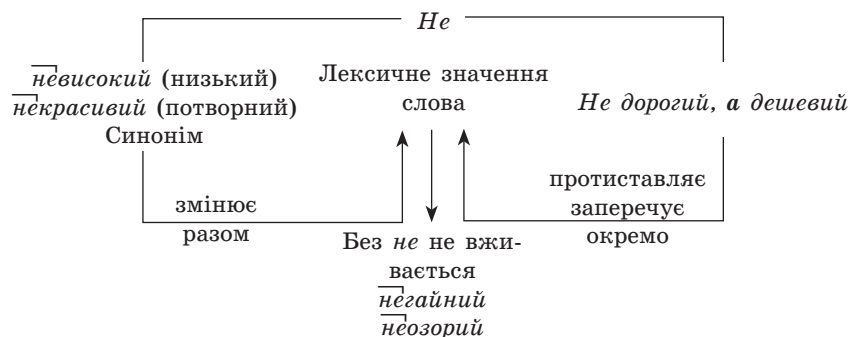 Не
невисокий (низький)
некрасивий (потворний)
Синонім
Лексичне значення
слова
Не дорогий, а дешевий
змінює
разом
протиставляє
заперечує
окремо
Без не не вжи-
вається
негайний
неозорий